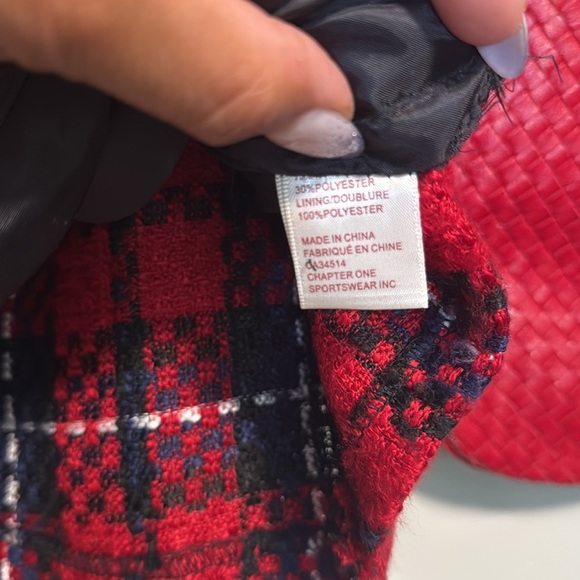 30%POLYESTER
LINING/DOUBLURE
100%POLYESTER
MADE IN CHINA
FABRIQUÉ EN CHINE
CA34514
CHAPTER ONE
SPORTSWEAR INC